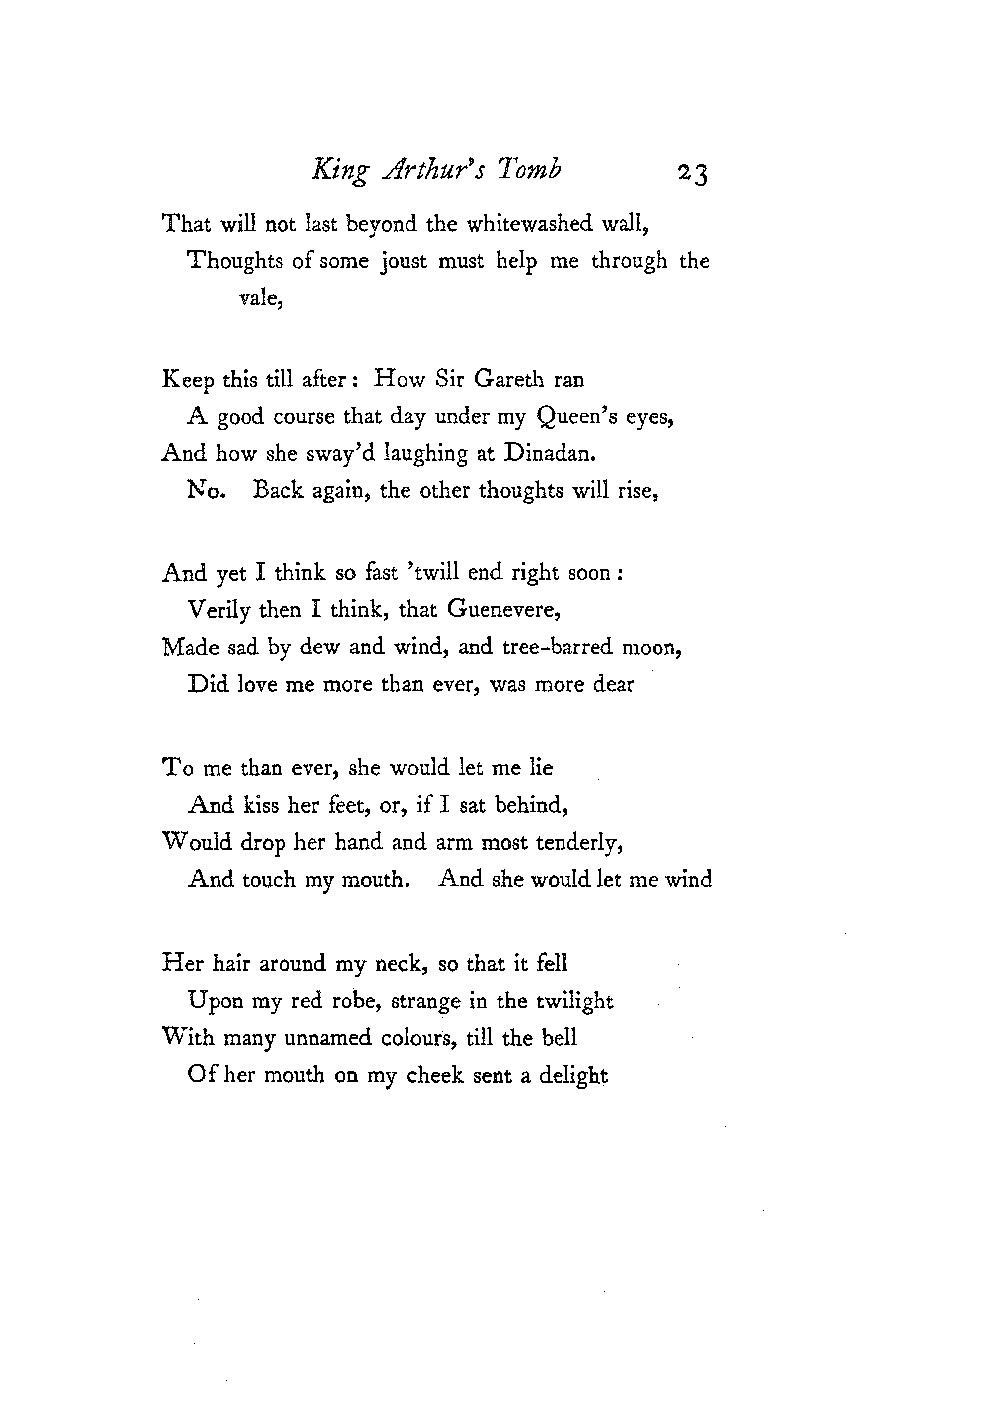 King Arthur's Tomb 23
That will not last beyond the whitewashed wall,
Thoughts of some joust must help me through the
vale,
Keep this till after: How Sir Gareth ran
A good course that day under my Queen's eyes,
And how she sway'd laughing at Dinadan.
No. Back again, the other thoughts will rise,
And yet I think so fast 'twill end right soon:
Verily then I think, that Guenevere,
Made sad by dew and wind, and tree-barred moon,
Did love me more than ever, was more dear
To me than ever, she would let me lie
And kiss her feet, or, if I sat behind,
Would drop her hand and arm most tenderly,
And touch my mouth. And she would let me wind
Her hair around my neck, so that it fell
Upon my red robe, strange in the twilight
With many unnamed colours, till the bell
Of her mouth on my cheek sent a delight